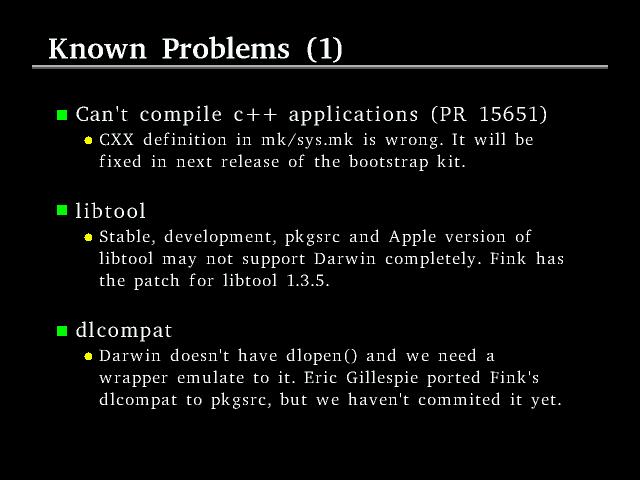 Known Problems (1)
Can't compile c++ applications (PR 15651)
CXX definition in mk/sys.mk is wrong. It will be
fixed in next release of the bootstrap kit.
libtool
Stable, development, pkgsrc and Apple version of
libtool may not support Darwin completely. Fink has
the patch for libtool 1.3.5.
dlcompat
Darwin doesn't have dlopen() and we need a
wrapper emulate to it. Eric Gillespie ported Fink's
dlcompat to pkgsrc, but we haven't commited it yet.